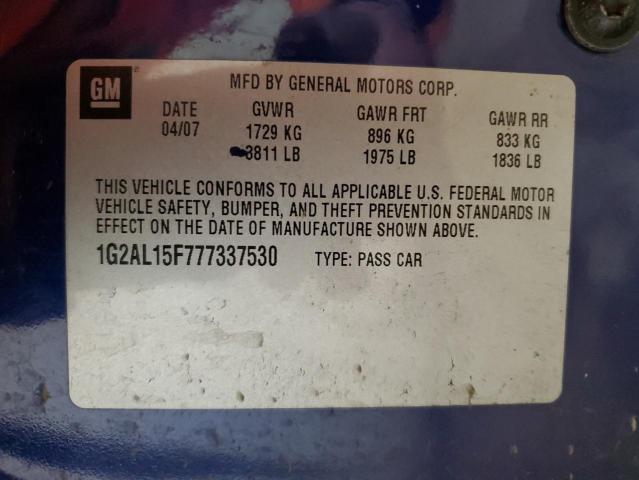 GM
MFD BY GENERAL MOTORS CORP.
DATE GVWR GAWR FRT GAWR RR
04/07 1729 KG 896 KG 833 KG
3811 LB 1975 LB 1836 LB
THIS VEHICLE CONFORMS TO ALL APPLICABLE U.S. FEDERAL MOTOR
VEHICLE SAFETY, BUMPER, AND THEFT PREVENTION STANDARDS IN
EFFECT ON THE DATE OF MANUFACTURE SHOWN ABOVE.
1G2AL15F777337530 TYPE: PASS CAR